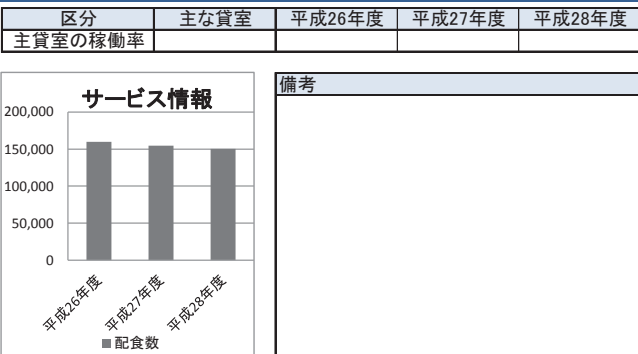 区分 主な貸室 平成26年度 平成27年度 平成28年度
主貸室の稼働率
サービス情報
200,000
150,000
100,000
50,000
0
平成26年度 平成27年度 平成28年度
■配食数
備考